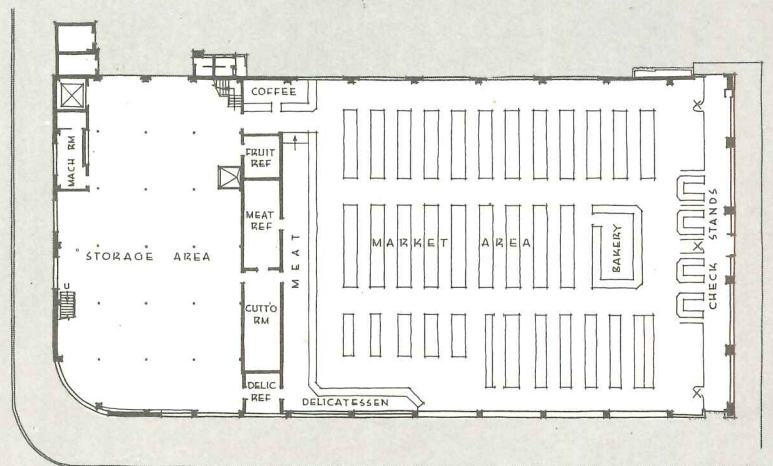 COFFEE
MACH RM
FRUIT
REF
MEAT
REF
MEAT
MARKET AREA
BAKERY
CHECK STANDS
STORAGE AREA
U
CUTT'G
RM
DELIC
REF
DELICATESSEN